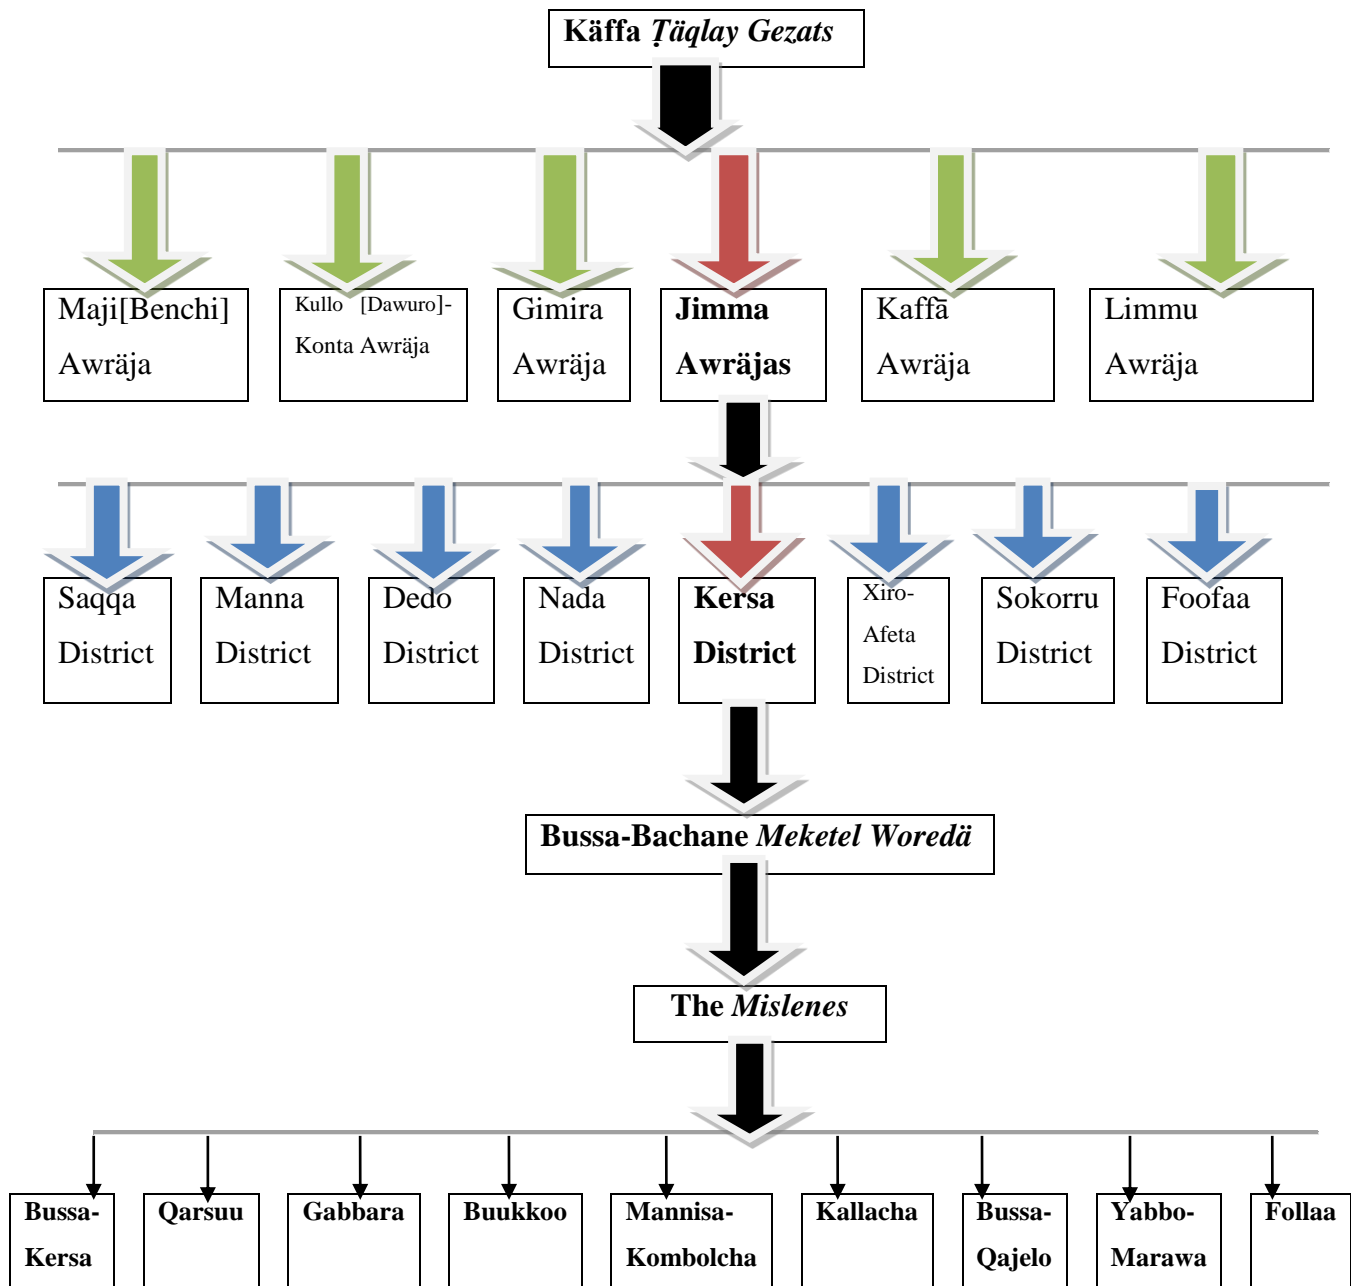 Käffa Ṭäqlay Gezats
Maji[Benchi]
Awräja
Kullo [Dawuro]-
Konta Awräja
Gimira
Awräja
Jimma
Awräjas
Kaffā
Awräja
Limmu
Awräja
Saqqa
District
Manna
District
Dedo
District
Nada
District
Kersa
District
Xiro-
Afeta
District
Sokorru
District
Foofaa
District
Bussa-Bachane Meketel Woredä
The Mislenes
Bussa-
Kersa
Qarsuu
Gabbara
Buukkoo
Mannisa-
Kombolcha
Kallacha
Bussa-
Qajelo
Yabbo-
Marawa
Follaa